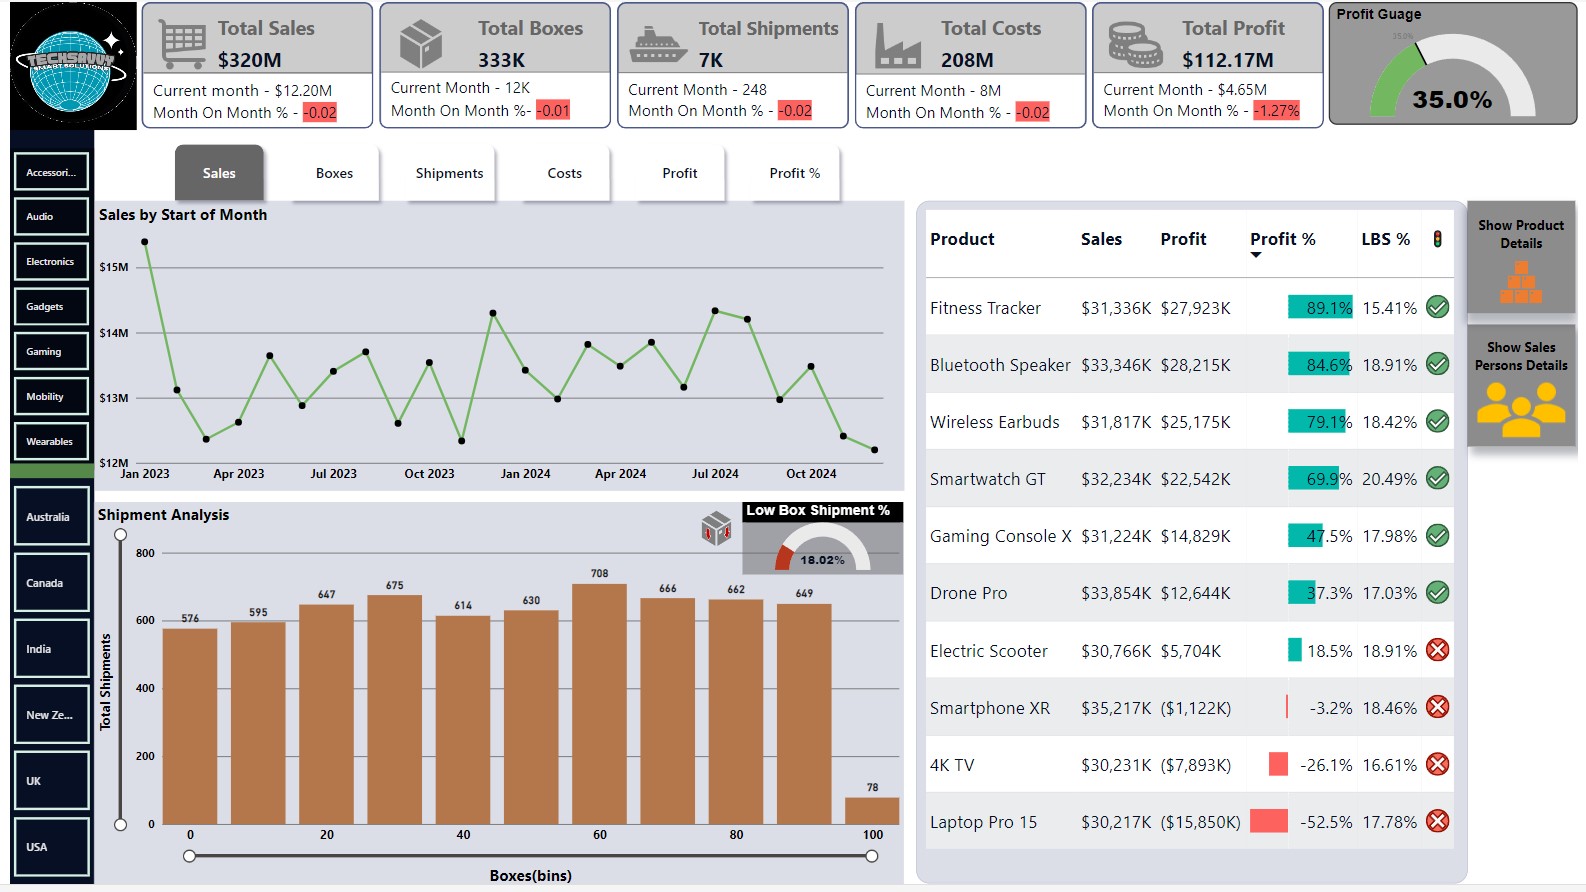 TECHSAVVY
SMART SOLUTIONS
Total Sales
$320M
Current month - $12.20M
Month On Month % - -0.02
Total Boxes
333K
Current Month - 12K
Month On Month %- -0.01
Total Shipments
7K
Current Month - 248
Month On Month % - -0.02
Total Costs
208M
Current Month - 8M
Month On Month % - -0.02
Total Profit
$112.17M
Current Month - $4.65M
Month On Month % - -1.27%
Profit Guage
35.0%
35.0%
Accessori...
Audio
Electronics
Gadgets
Gaming
Mobility
Wearables
Australia
Canada
India
New Ze...
UK
USA
Sales
Boxes
Shipments
Costs
Profit
Profit %
Sales by Start of Month
$15M
$14M
$13M
$12M
Jan 2023 Apr 2023 Jul 2023 Oct 2023 Jan 2024 Apr 2024 Jul 2024 Oct 2024
Shipment Analysis
Low Box Shipment %
18.02%
Total Shipments
800
600
400
200
0
576 595 647 675 614 630 708 666 662 649 78
0 20 40 60 80 100
Boxes(bins)
Product Sales Profit Profit % LBS %
Fitness Tracker $31,336K $27,923K 89.1% 15.41%
Bluetooth Speaker $33,346K $28,215K 84.6% 18.91%
Wireless Earbuds $31,817K $25,175K 79.1% 18.42%
Smartwatch GT $32,234K $22,542K 69.9% 20.49%
Gaming Console X $31,224K $14,829K 47.5% 17.98%
Drone Pro $33,854K $12,644K 37.3% 17.03%
Electric Scooter $30,766K $5,704K 18.5% 18.91%
Smartphone XR $35,217K ($1,122K) -3.2% 18.46%
4K TV $30,231K ($7,893K) -26.1% 16.61%
Laptop Pro 15 $30,217K ($15,850K) -52.5% 17.78%
Show Product
Details
Show Sales
Persons Details